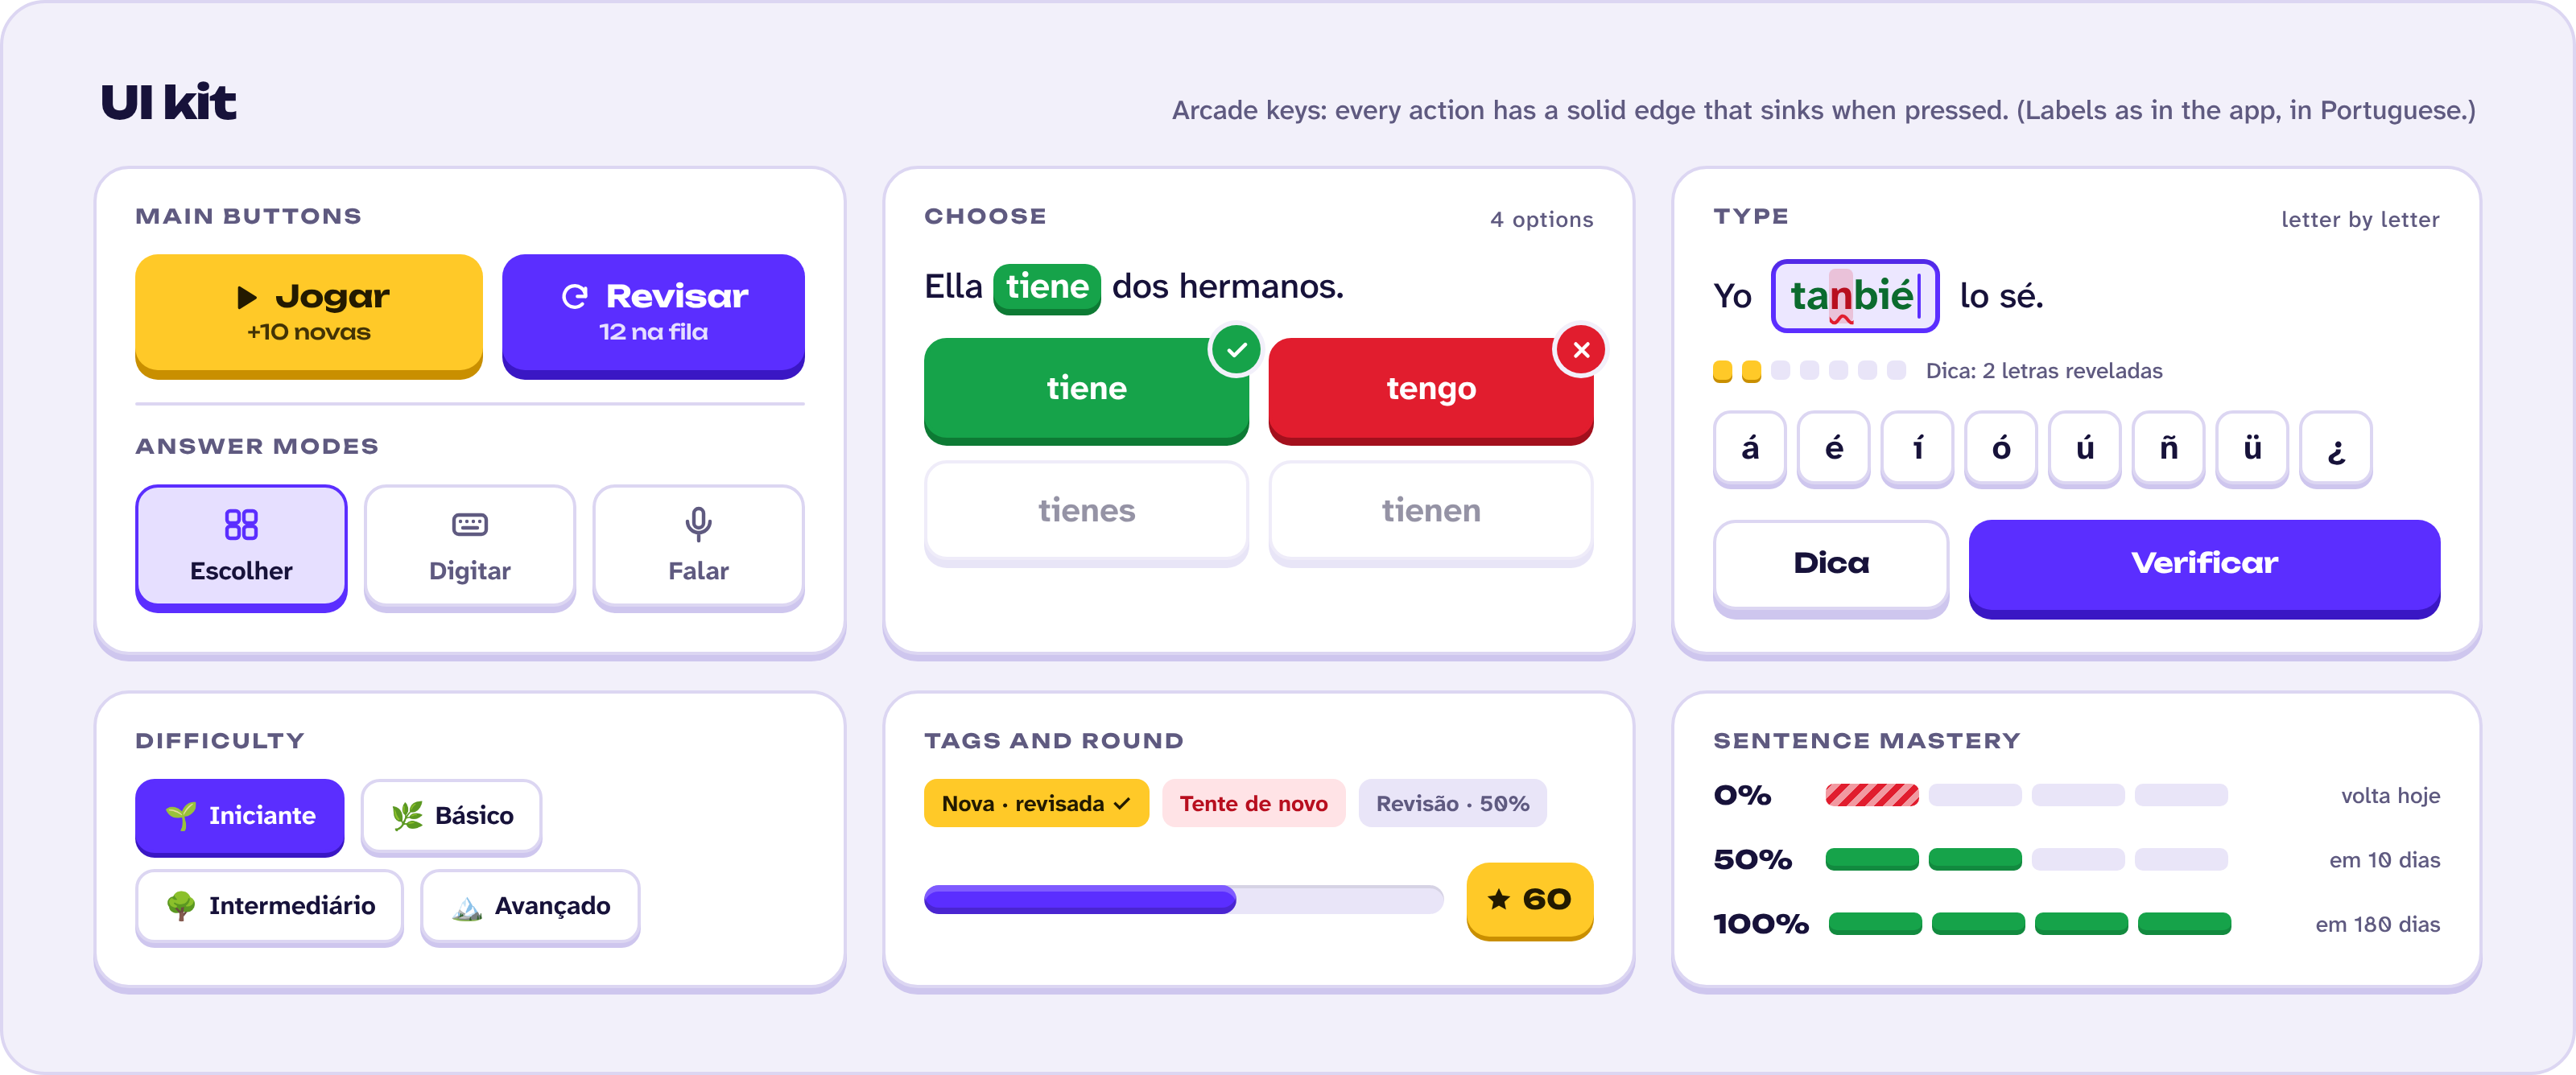 UI kit
Arcade keys: every action has a solid edge that sinks when pressed. (Labels as in the app, in Portuguese.)
MAIN BUTTONS
Jogar
+10 novas
Revisar
12 na fila
ANSWER MODES
Escolher
Digitar
Falar
CHOOSE
4 options
Ella tiene dos hermanos.
tiene
tengo
tienes
tienen
TYPE
letter by letter
Yo tanbié lo sé.
Dica: 2 letras reveladas
á é í ó ú ñ ü ¿
Dica
Verificar
DIFFICULTY
Iniciante
Básico
Intermediário
Avançado
TAGS AND ROUND
Nova · revisada ✓
Tente de novo
Revisão · 50%
★ 60
SENTENCE MASTERY
0% volta hoje
50% em 10 dias
100% em 180 dias